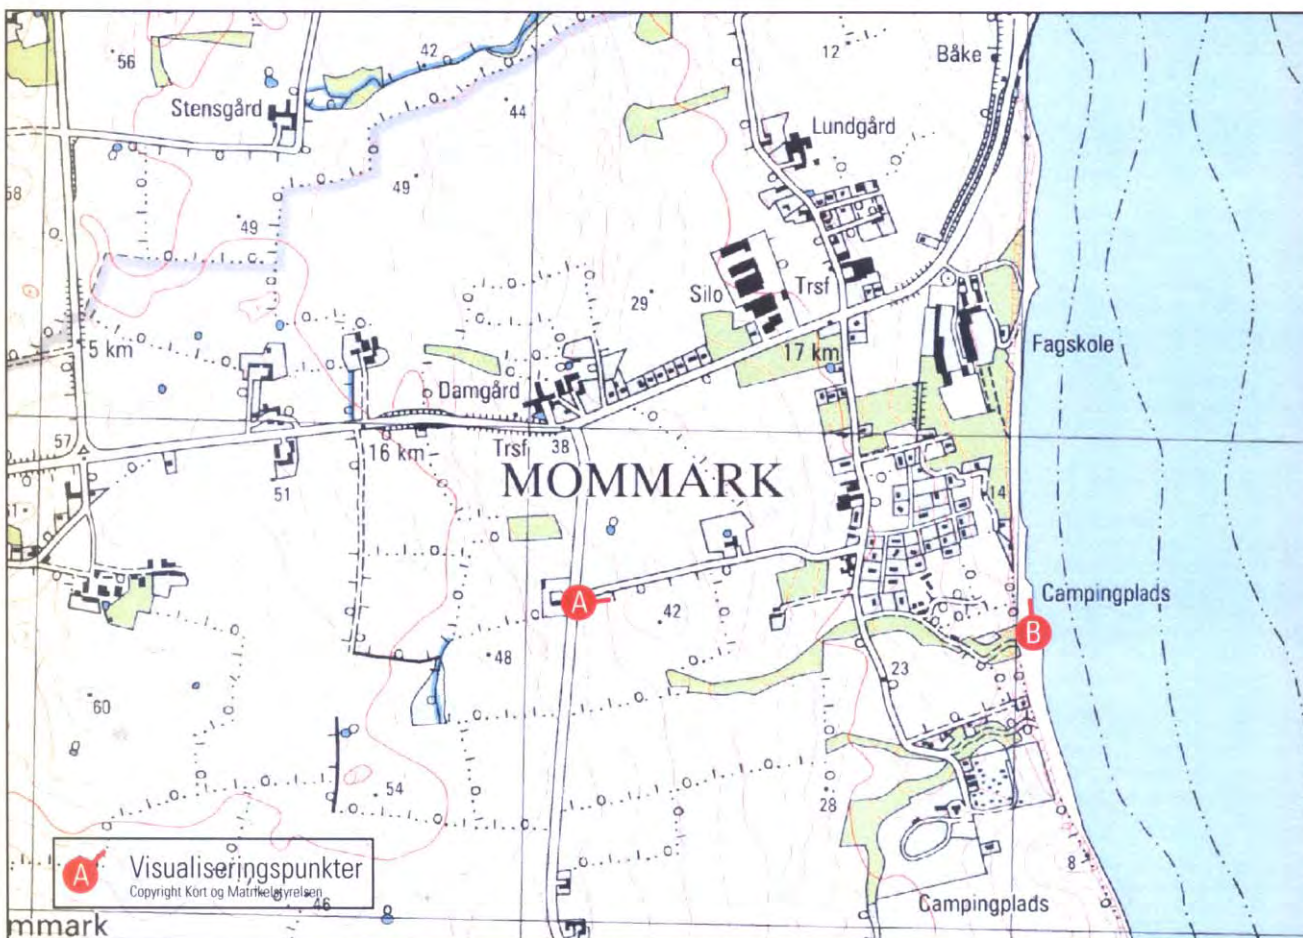 56
42
12
Båke
Stensgård
44
Lundgård
58
49
49
29
Silo
Trsf
15 km
17 km
Fagskole
Damgård
57
16 km
Trsf
38
MOMMARK
51
14
A
42
Campingplads
B
48
23
60
54
28
A
Visualiseringspunkter
Copyright Kort og Matrikelstyrelsen
46
8
Campingplads
mmark